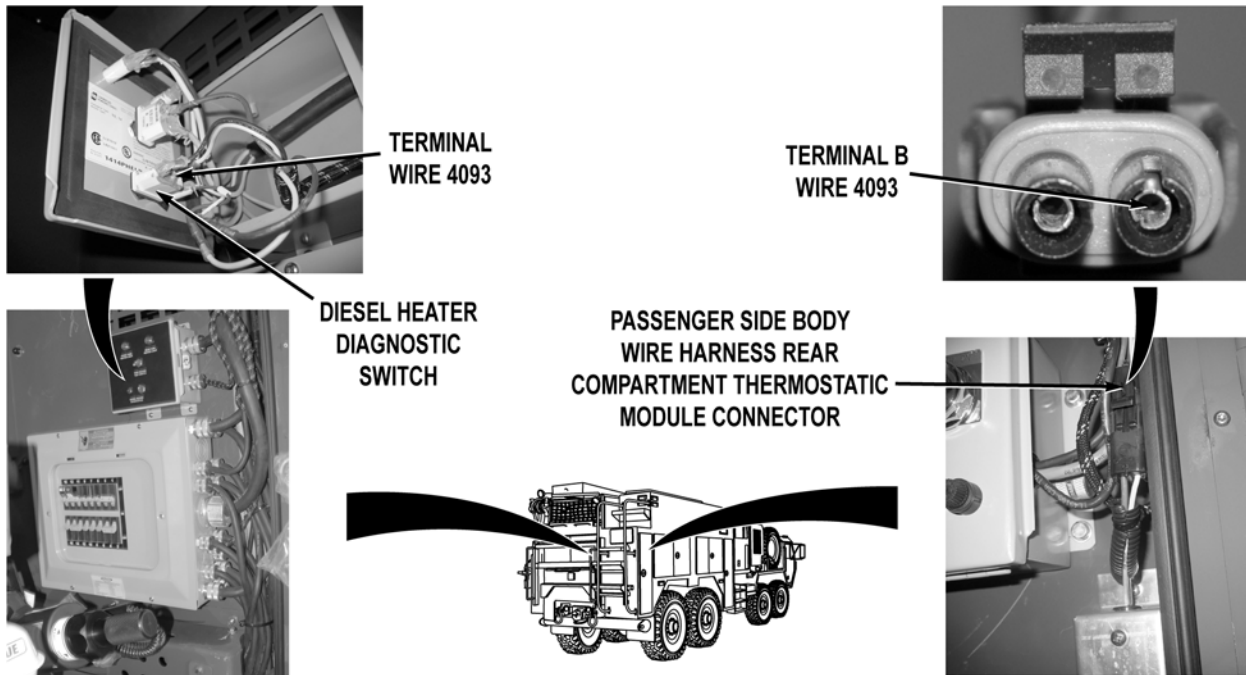 TERMINAL
WIRE 4093
DIESEL HEATER
DIAGNOSTIC
SWITCH
TERMINAL B
WIRE 4093
PASSENGER SIDE BODY
WIRE HARNESS REAR
COMPARTMENT THERMOSTATIC
MODULE CONNECTOR